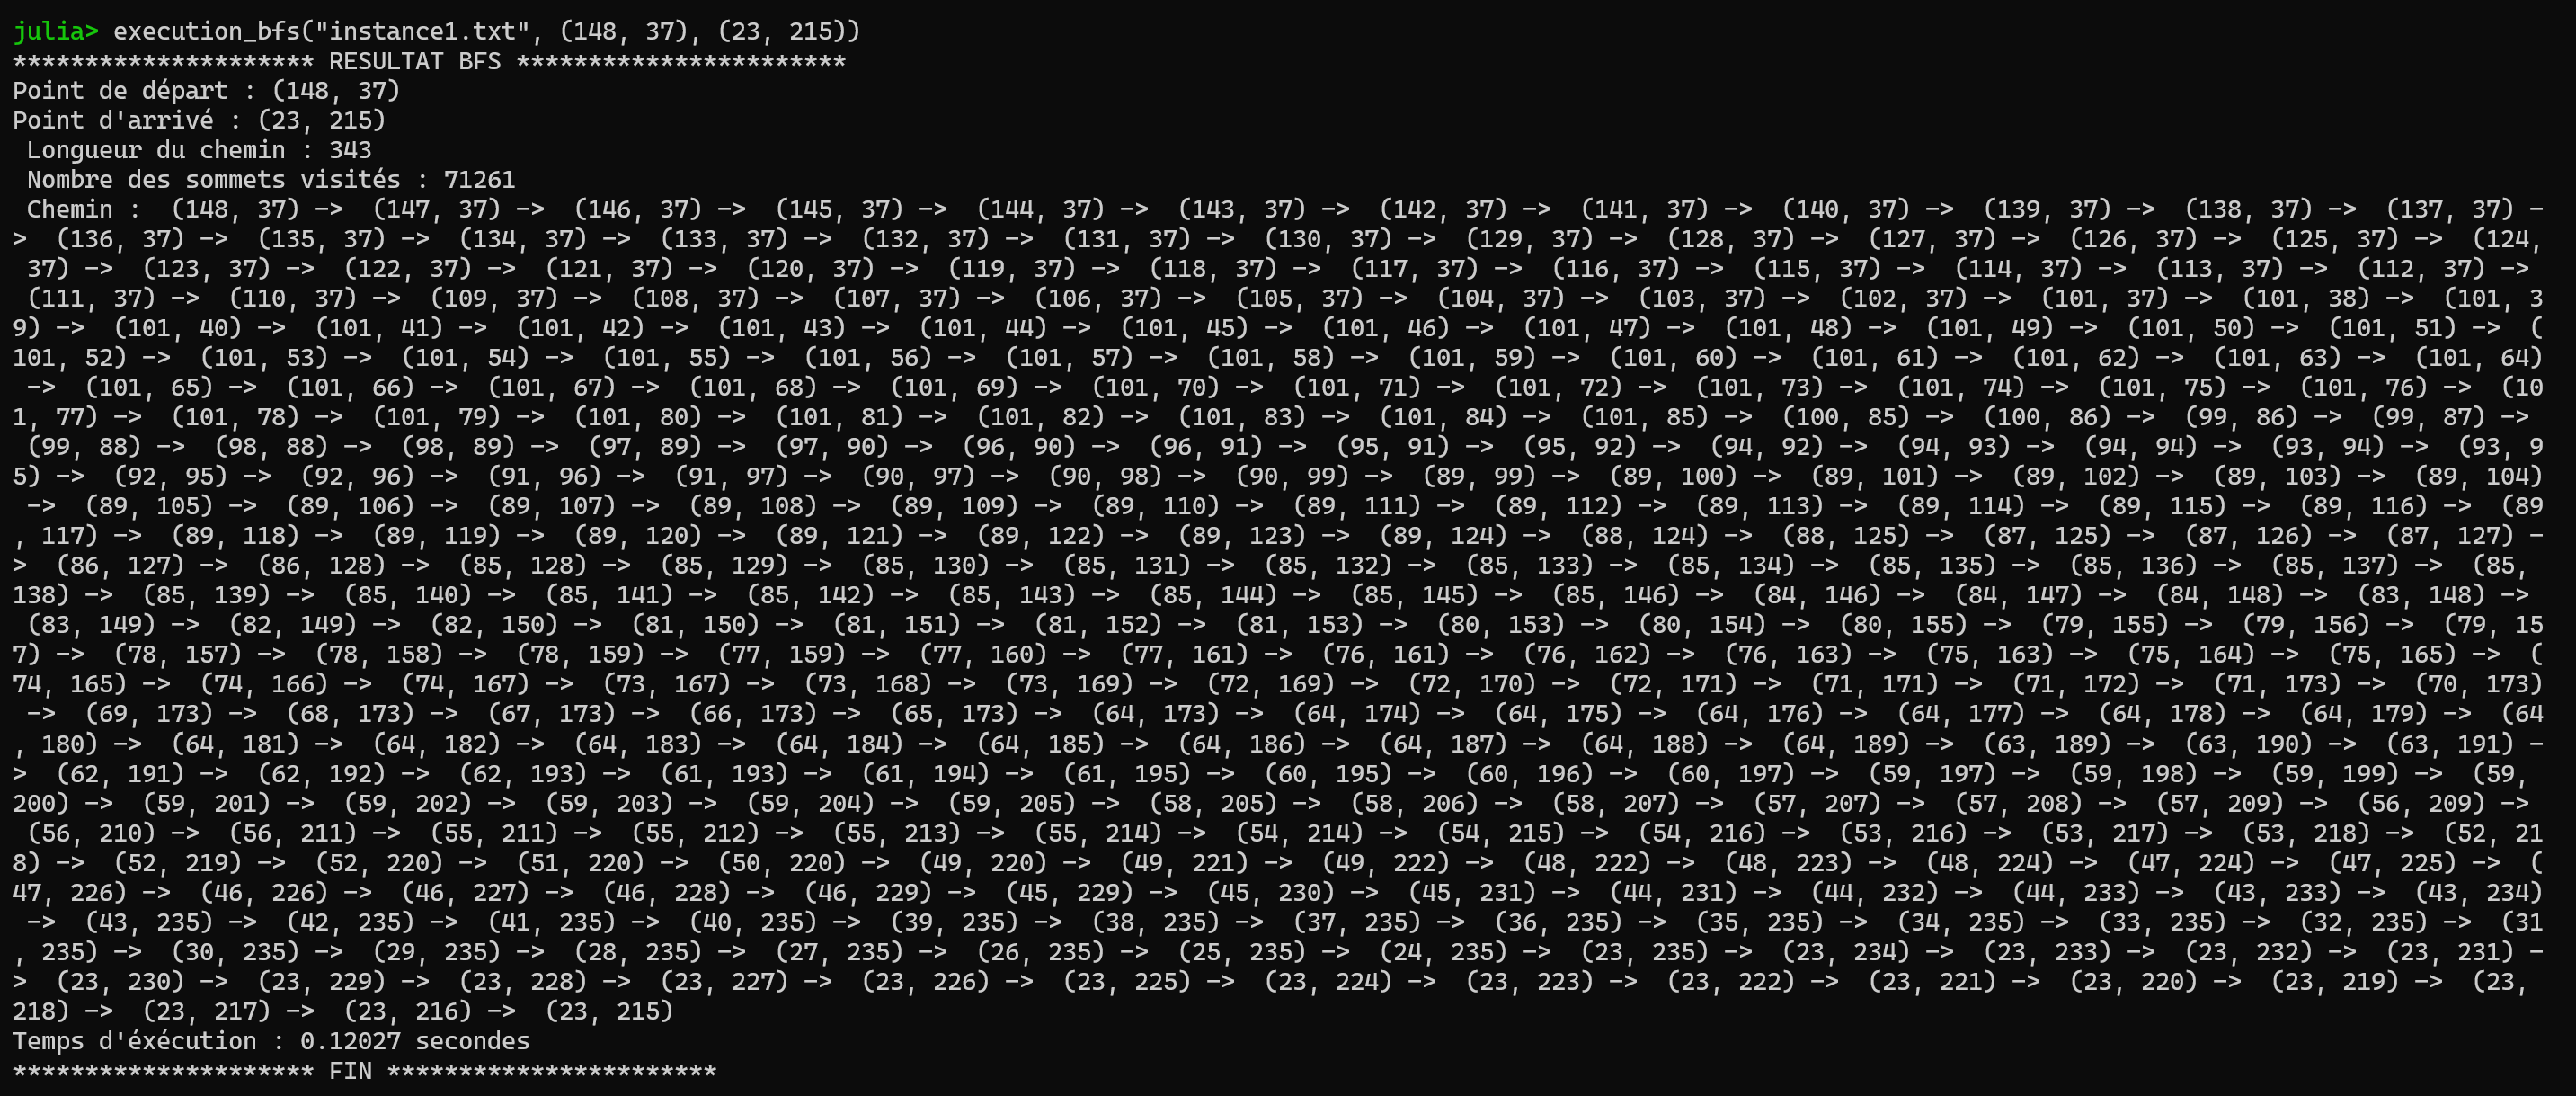 julia> execution_bfs("instance1.txt", (148, 37), (23, 215))
********************* RESULTAT BFS ***********************
Point de départ : (148, 37)
Point d'arrivé : (23, 215)
 Longueur du chemin : 343
 Nombre des sommets visités : 71261
 Chemin :  (148, 37) ->  (147, 37) ->  (146, 37) ->  (145, 37) ->  (144, 37) ->  (143, 37) ->  (142, 37) ->  (141, 37) ->  (140, 37) ->  (139, 37) ->  (138, 37) ->  (137, 37) -
>  (136, 37) ->  (135, 37) ->  (134, 37) ->  (133, 37) ->  (132, 37) ->  (131, 37) ->  (130, 37) ->  (129, 37) ->  (128, 37) ->  (127, 37) ->  (126, 37) ->  (125, 37) ->  (124,
 37) ->  (123, 37) ->  (122, 37) ->  (121, 37) ->  (120, 37) ->  (119, 37) ->  (118, 37) ->  (117, 37) ->  (116, 37) ->  (115, 37) ->  (114, 37) ->  (113, 37) ->  (112, 37) ->
 (111, 37) ->  (110, 37) ->  (109, 37) ->  (108, 37) ->  (107, 37) ->  (106, 37) ->  (105, 37) ->  (104, 37) ->  (103, 37) ->  (102, 37) ->  (101, 37) ->  (101, 38) ->  (101, 3
9) ->  (101, 40) ->  (101, 41) ->  (101, 42) ->  (101, 43) ->  (101, 44) ->  (101, 45) ->  (101, 46) ->  (101, 47) ->  (101, 48) ->  (101, 49) ->  (101, 50) ->  (101, 51) ->  (
101, 52) ->  (101, 53) ->  (101, 54) ->  (101, 55) ->  (101, 56) ->  (101, 57) ->  (101, 58) ->  (101, 59) ->  (101, 60) ->  (101, 61) ->  (101, 62) ->  (101, 63) ->  (101, 64)
 ->  (101, 65) ->  (101, 66) ->  (101, 67) ->  (101, 68) ->  (101, 69) ->  (101, 70) ->  (101, 71) ->  (101, 72) ->  (101, 73) ->  (101, 74) ->  (101, 75) ->  (101, 76) ->  (10
1, 77) ->  (101, 78) ->  (101, 79) ->  (101, 80) ->  (101, 81) ->  (101, 82) ->  (101, 83) ->  (101, 84) ->  (101, 85) ->  (100, 85) ->  (100, 86) ->  (99, 86) ->  (99, 87) ->
 (99, 88) ->  (98, 88) ->  (98, 89) ->  (97, 89) ->  (97, 90) ->  (96, 90) ->  (96, 91) ->  (95, 91) ->  (95, 92) ->  (94, 92) ->  (94, 93) ->  (94, 94) ->  (93, 94) ->  (93, 9
5) ->  (92, 95) ->  (92, 96) ->  (91, 96) ->  (91, 97) ->  (90, 97) ->  (90, 98) ->  (90, 99) ->  (89, 99) ->  (89, 100) ->  (89, 101) ->  (89, 102) ->  (89, 103) ->  (89, 104)
 ->  (89, 105) ->  (89, 106) ->  (89, 107) ->  (89, 108) ->  (89, 109) ->  (89, 110) ->  (89, 111) ->  (89, 112) ->  (89, 113) ->  (89, 114) ->  (89, 115) ->  (89, 116) ->  (89
, 117) ->  (89, 118) ->  (89, 119) ->  (89, 120) ->  (89, 121) ->  (89, 122) ->  (89, 123) ->  (89, 124) ->  (88, 124) ->  (88, 125) ->  (87, 125) ->  (87, 126) ->  (87, 127) -
>  (86, 127) ->  (86, 128) ->  (85, 128) ->  (85, 129) ->  (85, 130) ->  (85, 131) ->  (85, 132) ->  (85, 133) ->  (85, 134) ->  (85, 135) ->  (85, 136) ->  (85, 137) ->  (85,
138) ->  (85, 139) ->  (85, 140) ->  (85, 141) ->  (85, 142) ->  (85, 143) ->  (85, 144) ->  (85, 145) ->  (85, 146) ->  (84, 146) ->  (84, 147) ->  (84, 148) ->  (83, 148) ->
 (83, 149) ->  (82, 149) ->  (82, 150) ->  (81, 150) ->  (81, 151) ->  (81, 152) ->  (81, 153) ->  (80, 153) ->  (80, 154) ->  (80, 155) ->  (79, 155) ->  (79, 156) ->  (79, 15
7) ->  (78, 157) ->  (78, 158) ->  (78, 159) ->  (77, 159) ->  (77, 160) ->  (77, 161) ->  (76, 161) ->  (76, 162) ->  (76, 163) ->  (75, 163) ->  (75, 164) ->  (75, 165) ->  (
74, 165) ->  (74, 166) ->  (74, 167) ->  (73, 167) ->  (73, 168) ->  (73, 169) ->  (72, 169) ->  (72, 170) ->  (72, 171) ->  (71, 171) ->  (71, 172) ->  (71, 173) ->  (70, 173)
 ->  (69, 173) ->  (68, 173) ->  (67, 173) ->  (66, 173) ->  (65, 173) ->  (64, 173) ->  (64, 174) ->  (64, 175) ->  (64, 176) ->  (64, 177) ->  (64, 178) ->  (64, 179) ->  (64
, 180) ->  (64, 181) ->  (64, 182) ->  (64, 183) ->  (64, 184) ->  (64, 185) ->  (64, 186) ->  (64, 187) ->  (64, 188) ->  (64, 189) ->  (63, 189) ->  (63, 190) ->  (63, 191) -
>  (62, 191) ->  (62, 192) ->  (62, 193) ->  (61, 193) ->  (61, 194) ->  (61, 195) ->  (60, 195) ->  (60, 196) ->  (60, 197) ->  (59, 197) ->  (59, 198) ->  (59, 199) ->  (59,
200) ->  (59, 201) ->  (59, 202) ->  (59, 203) ->  (59, 204) ->  (59, 205) ->  (58, 205) ->  (58, 206) ->  (58, 207) ->  (57, 207) ->  (57, 208) ->  (57, 209) ->  (56, 209) ->
 (56, 210) ->  (56, 211) ->  (55, 211) ->  (55, 212) ->  (55, 213) ->  (55, 214) ->  (54, 214) ->  (54, 215) ->  (54, 216) ->  (53, 216) ->  (53, 217) ->  (53, 218) ->  (52, 21
8) ->  (52, 219) ->  (52, 220) ->  (51, 220) ->  (50, 220) ->  (49, 220) ->  (49, 221) ->  (49, 222) ->  (48, 222) ->  (48, 223) ->  (48, 224) ->  (47, 224) ->  (47, 225) ->  (
47, 226) ->  (46, 226) ->  (46, 227) ->  (46, 228) ->  (46, 229) ->  (45, 229) ->  (45, 230) ->  (45, 231) ->  (44, 231) ->  (44, 232) ->  (44, 233) ->  (43, 233) ->  (43, 234)
 ->  (43, 235) ->  (42, 235) ->  (41, 235) ->  (40, 235) ->  (39, 235) ->  (38, 235) ->  (37, 235) ->  (36, 235) ->  (35, 235) ->  (34, 235) ->  (33, 235) ->  (32, 235) ->  (31
, 235) ->  (30, 235) ->  (29, 235) ->  (28, 235) ->  (27, 235) ->  (26, 235) ->  (25, 235) ->  (24, 235) ->  (23, 235) ->  (23, 234) ->  (23, 233) ->  (23, 232) ->  (23, 231) -
>  (23, 230) ->  (23, 229) ->  (23, 228) ->  (23, 227) ->  (23, 226) ->  (23, 225) ->  (23, 224) ->  (23, 223) ->  (23, 222) ->  (23, 221) ->  (23, 220) ->  (23, 219) ->  (23,
218) ->  (23, 217) ->  (23, 216) ->  (23, 215)
Temps d'éxécution : 0.12027 secondes
********************* FIN ***********************